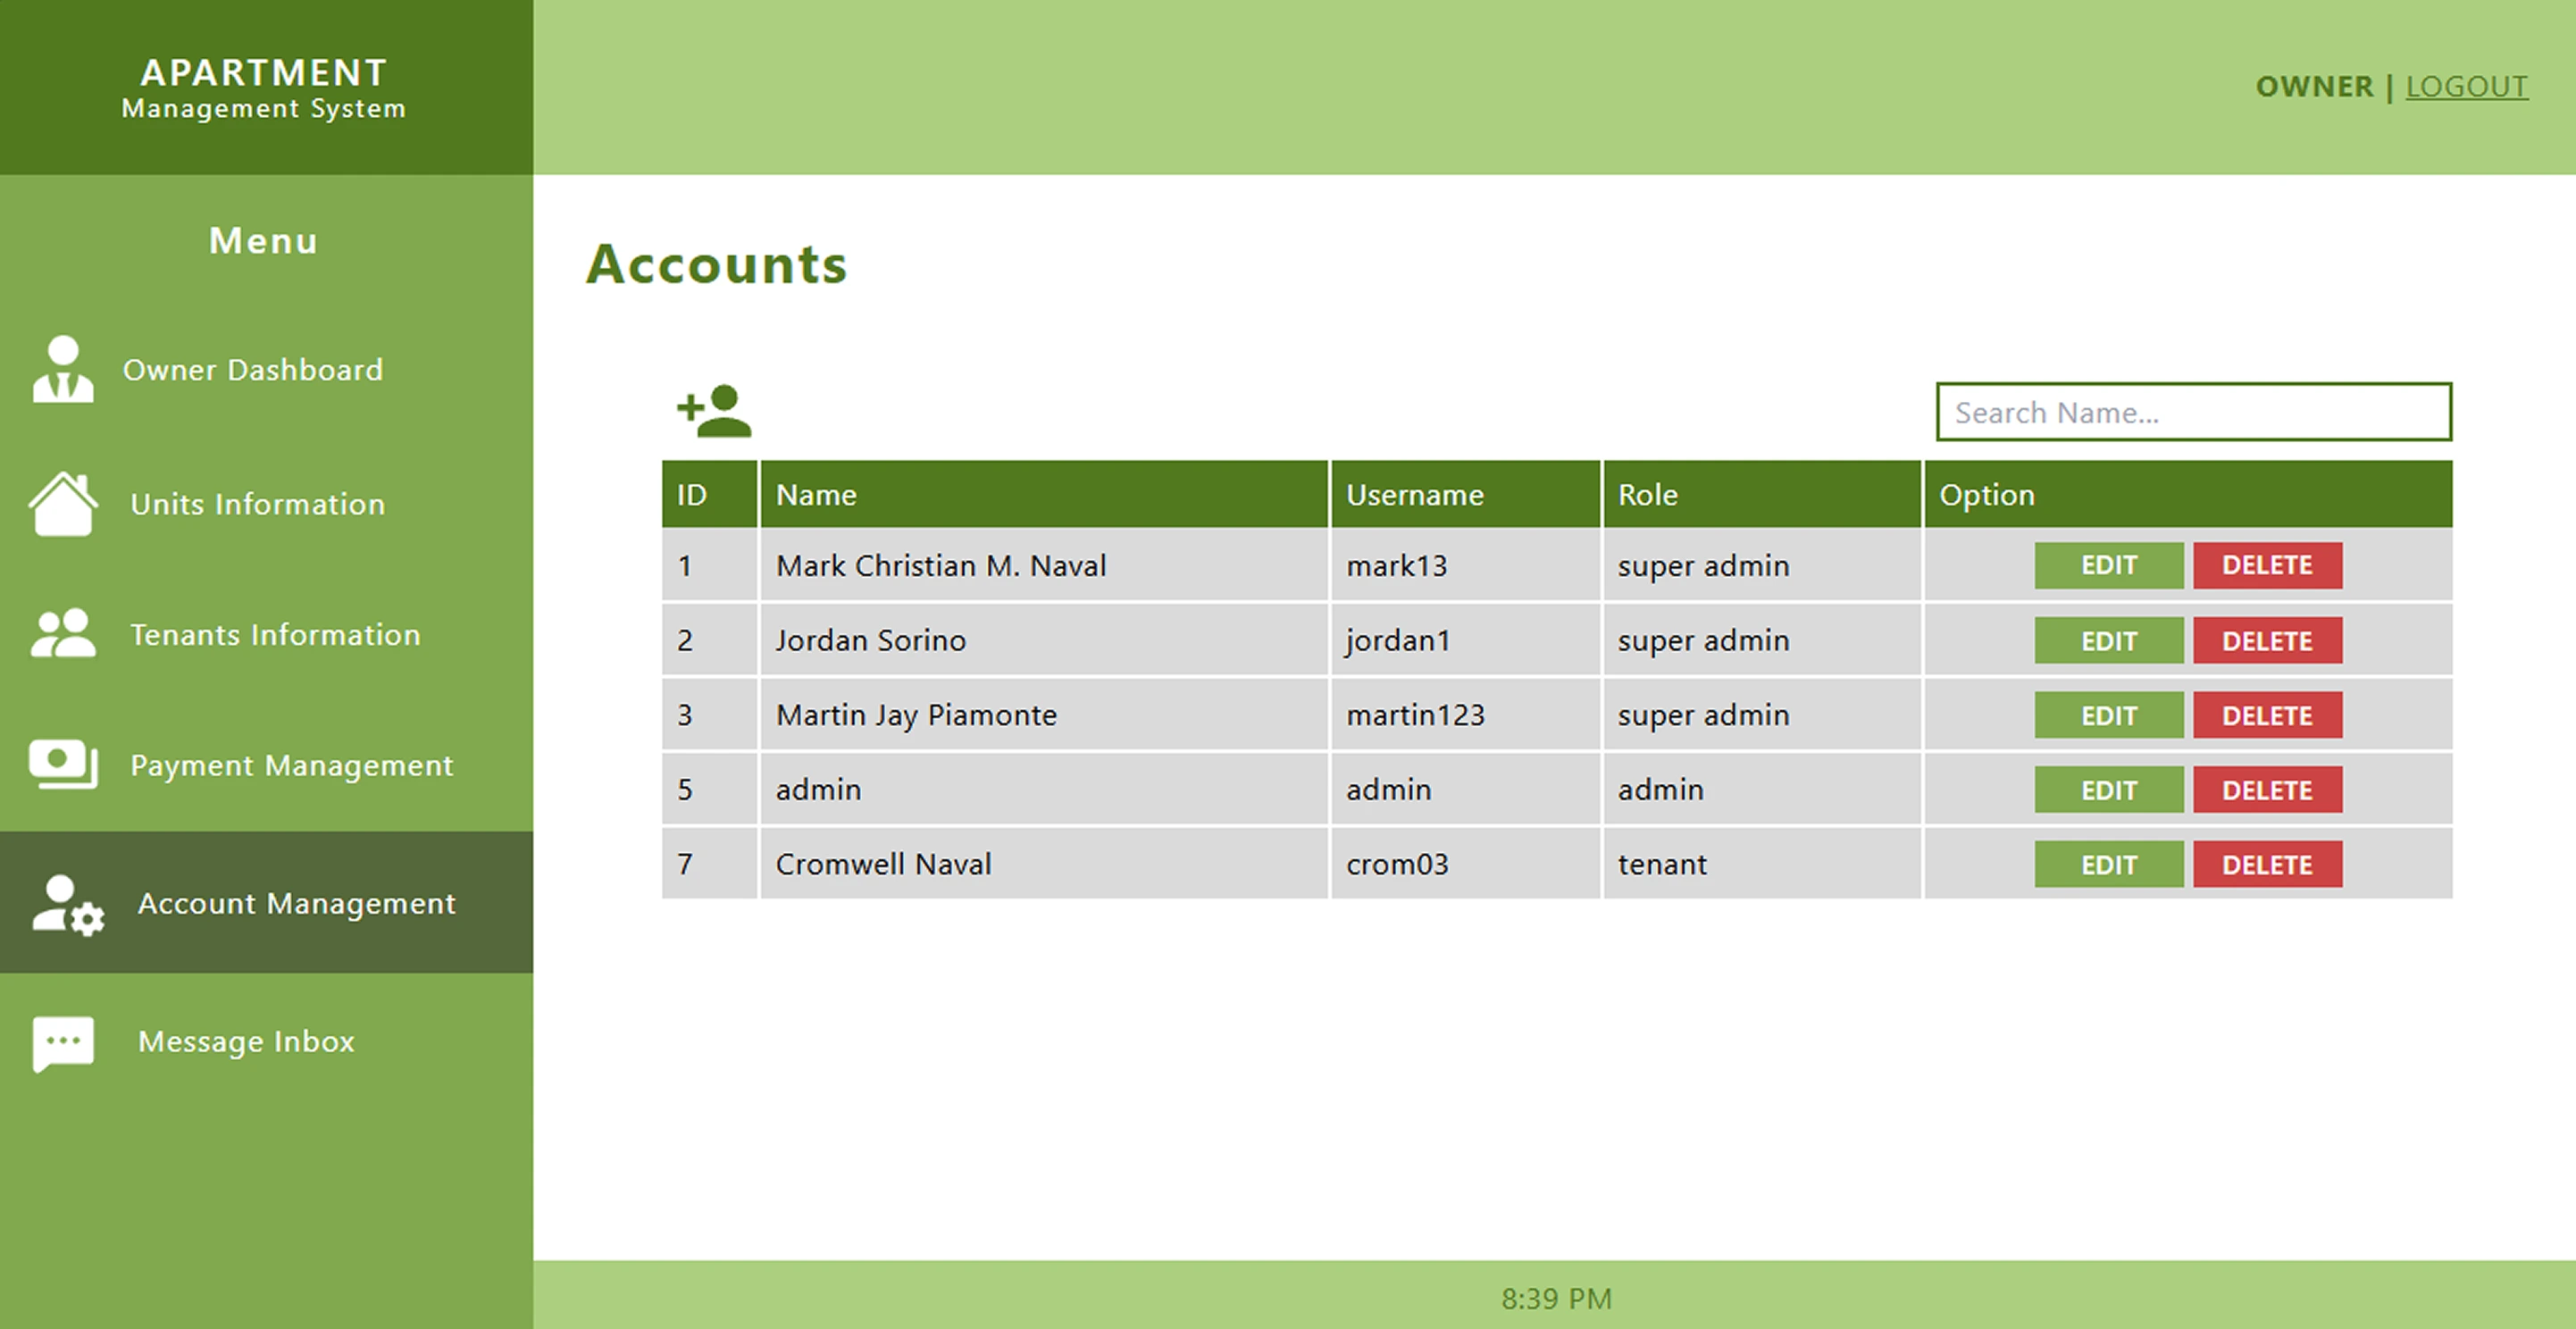 APARTMENT
Management System
OWNER | LOGOUT
Menu
Owner Dashboard
Units Information
Tenants Information
Payment Management
Account Management
Message Inbox
Accounts
Search Name...
ID Name Username Role Option
1 Mark Christian M. Naval mark13 super admin EDIT DELETE
2 Jordan Sorino jordan1 super admin EDIT DELETE
3 Martin Jay Piamonte martin123 super admin EDIT DELETE
5 admin admin admin EDIT DELETE
7 Cromwell Naval crom03 tenant EDIT DELETE
8:39 PM